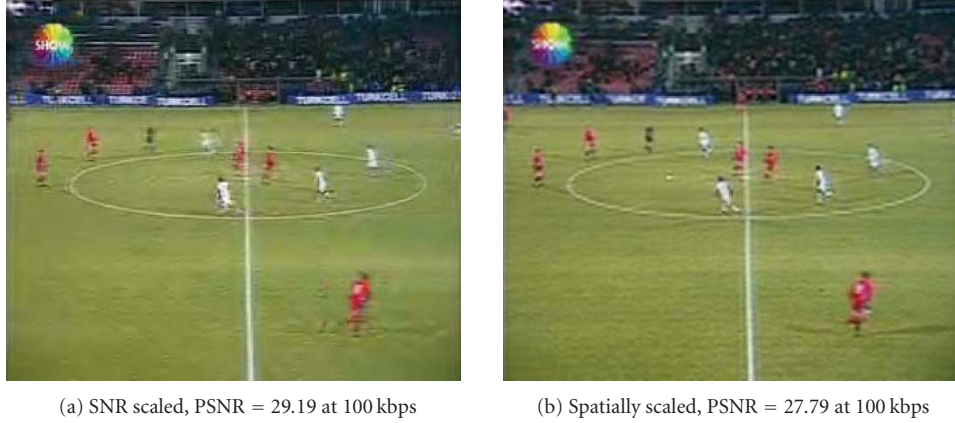 SHOW
TURKCELL
TURKCELL
SHOW
(a) SNR scaled, PSNR = 29.19 at 100 kbps
(b) Spatially scaled, PSNR = 27.79 at 100 kbps